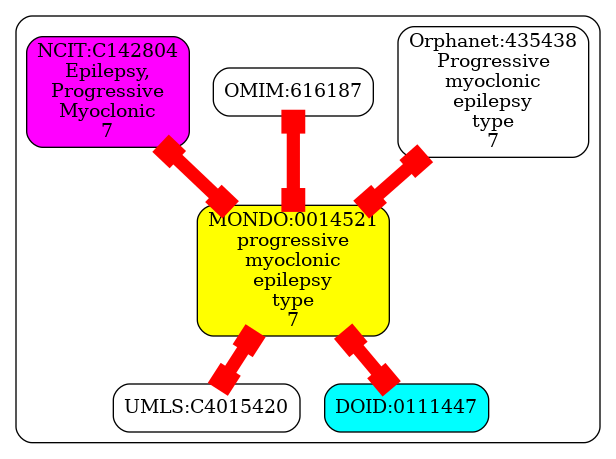 NCIT:C142804
Epilepsy,
Progressive
Myoclonic
7
OMIM:616187
Orphanet:435438
Progressive
myoclonic
epilepsy
type
7
MONDO:0014521
progressive
myoclonic
epilepsy
type
7
UMLS:C4015420
DOID:0111447